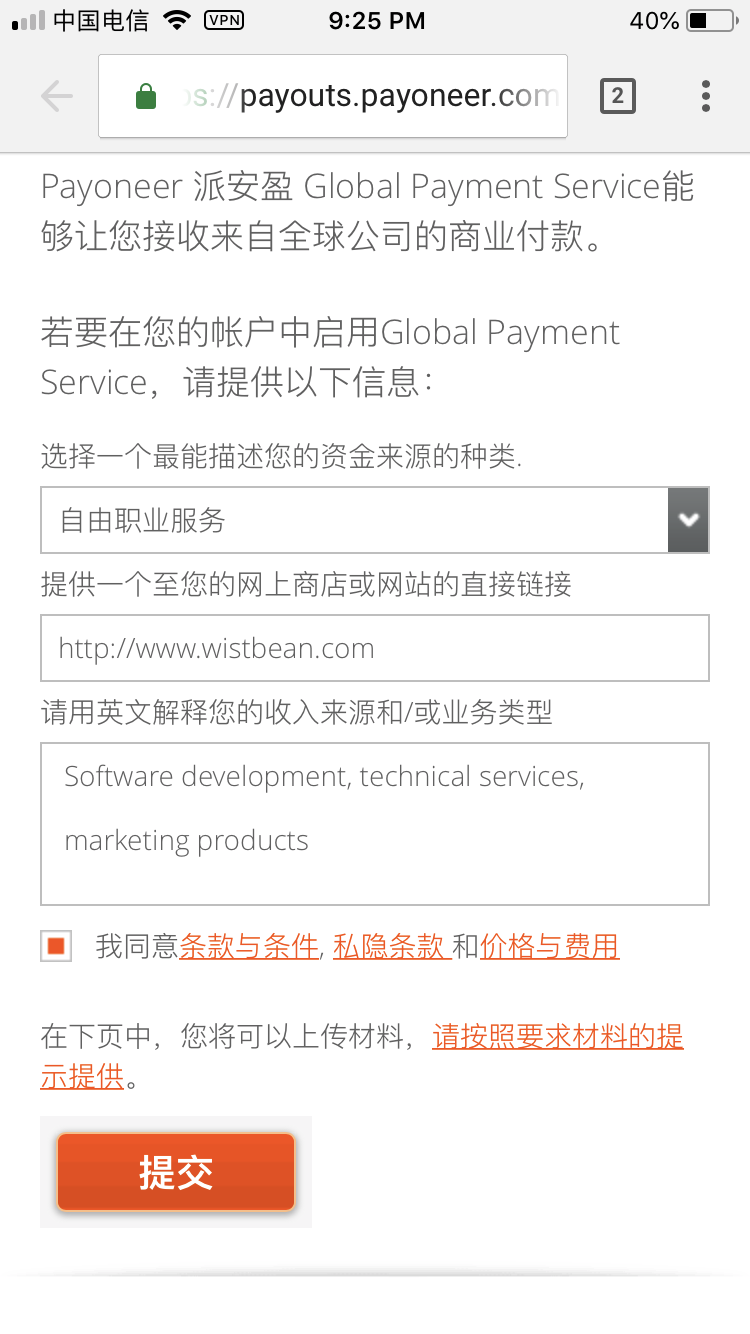 中国电信 VPN 9:25 PM 40%
s://payouts.payoneer.com 2
Payoneer 派安盈 Global Payment Service能
够让您接收来自全球公司的商业付款。
若要在您的帐户中启用Global Payment
Service，请提供以下信息：
选择一个最能描述您的资金来源的种类.
自由职业服务
提供一个至您的网上商店或网站的直接链接
http://www.wistbean.com
请用英文解释您的收入来源和/或业务类型
Software development, technical services,
marketing products
我同意条款与条件, 私隐条款 和价格与费用
在下页中，您将可以上传材料，请按照要求材料的提
示提供。
提交